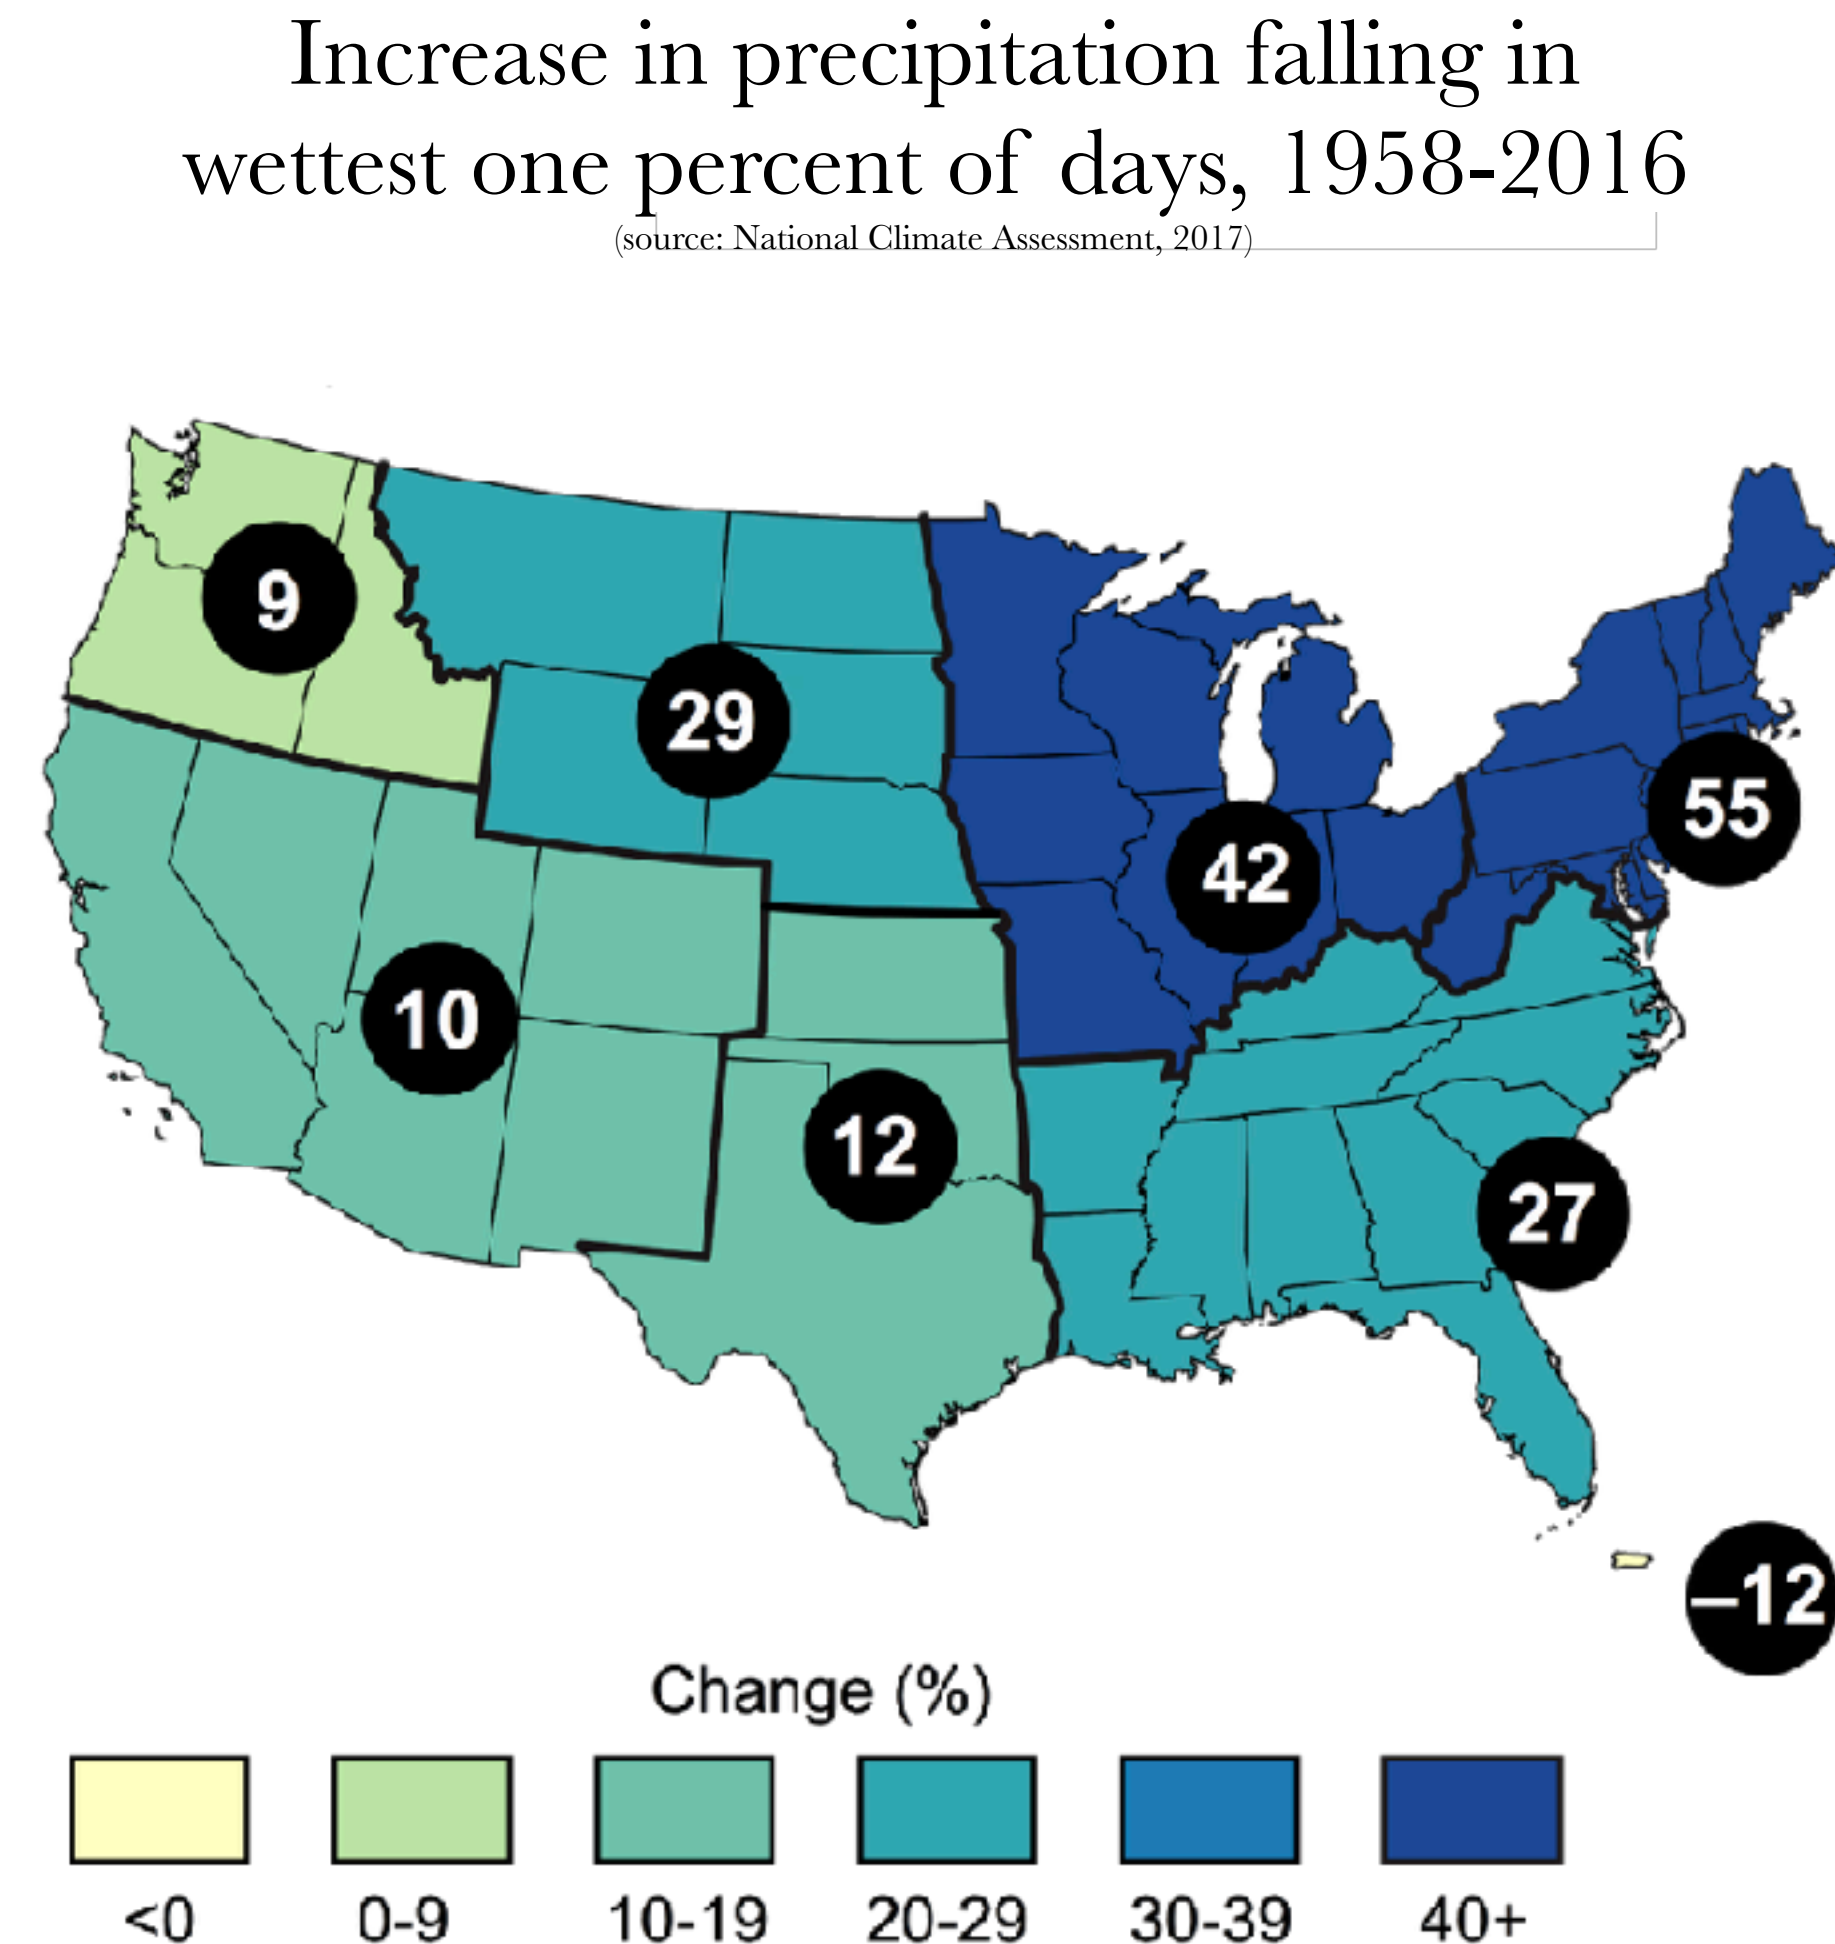 Increase in precipitation falling in
wettest one percent of days, 1958-2016
(source: National Climate Assessment, 2017)
9
29
55
42
10
12
27
–12
Change (%)
<0 0-9 10-19 20-29 30-39 40+